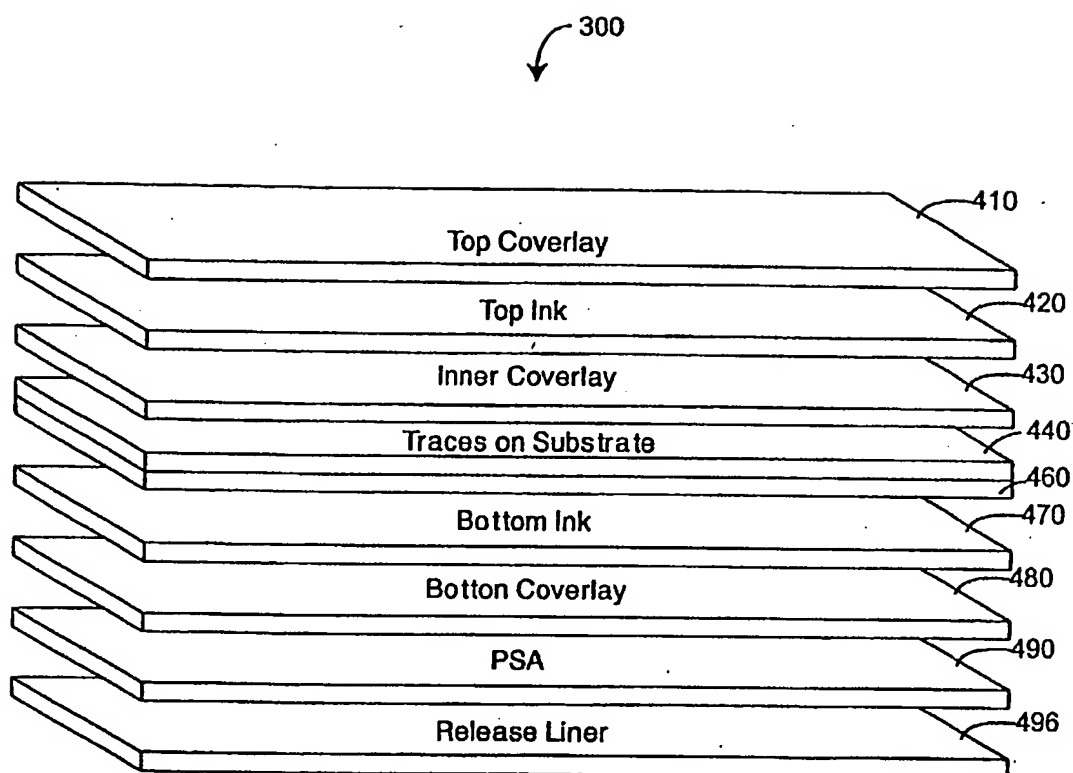 300
410
Top Coverlay
420
Top Ink
430
Inner Coverlay
440
Traces on Substrate
460
470
Bottom Ink
480
Botton Coverlay
490
PSA
496
Release Liner